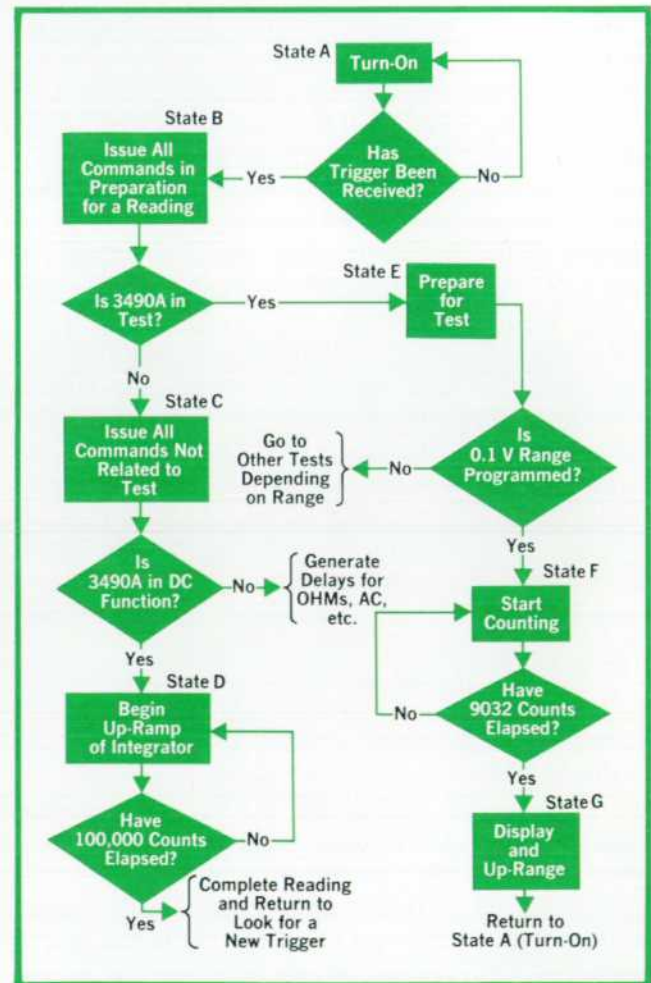 State A
Turn-On
Has
Trigger Been
Received?
No
Yes
State B
Issue All
Commands in
Preparation
for a Reading
Is 3490A in
Test?
Yes
No
State E
Prepare
for
Test
State C
Issue All
Commands Not
Related to
Test
Is
0.1 V Range
Programmed?
No
Go to
Other Tests
Depending
on Range
Yes
Is
3490A in DC
Function?
No
Generate
Delays for
OHMs, AC,
etc.
Yes
State F
Start
Counting
Have
9032 Counts
Elapsed?
No
Yes
State D
Begin
Up-Ramp
of Integrator
Have
100,000 Counts
Elapsed?
No
Yes
Complete Reading
and Return to
Look for a
New Trigger
State G
Display
and
Up-Range
Return to
State A (Turn-On)